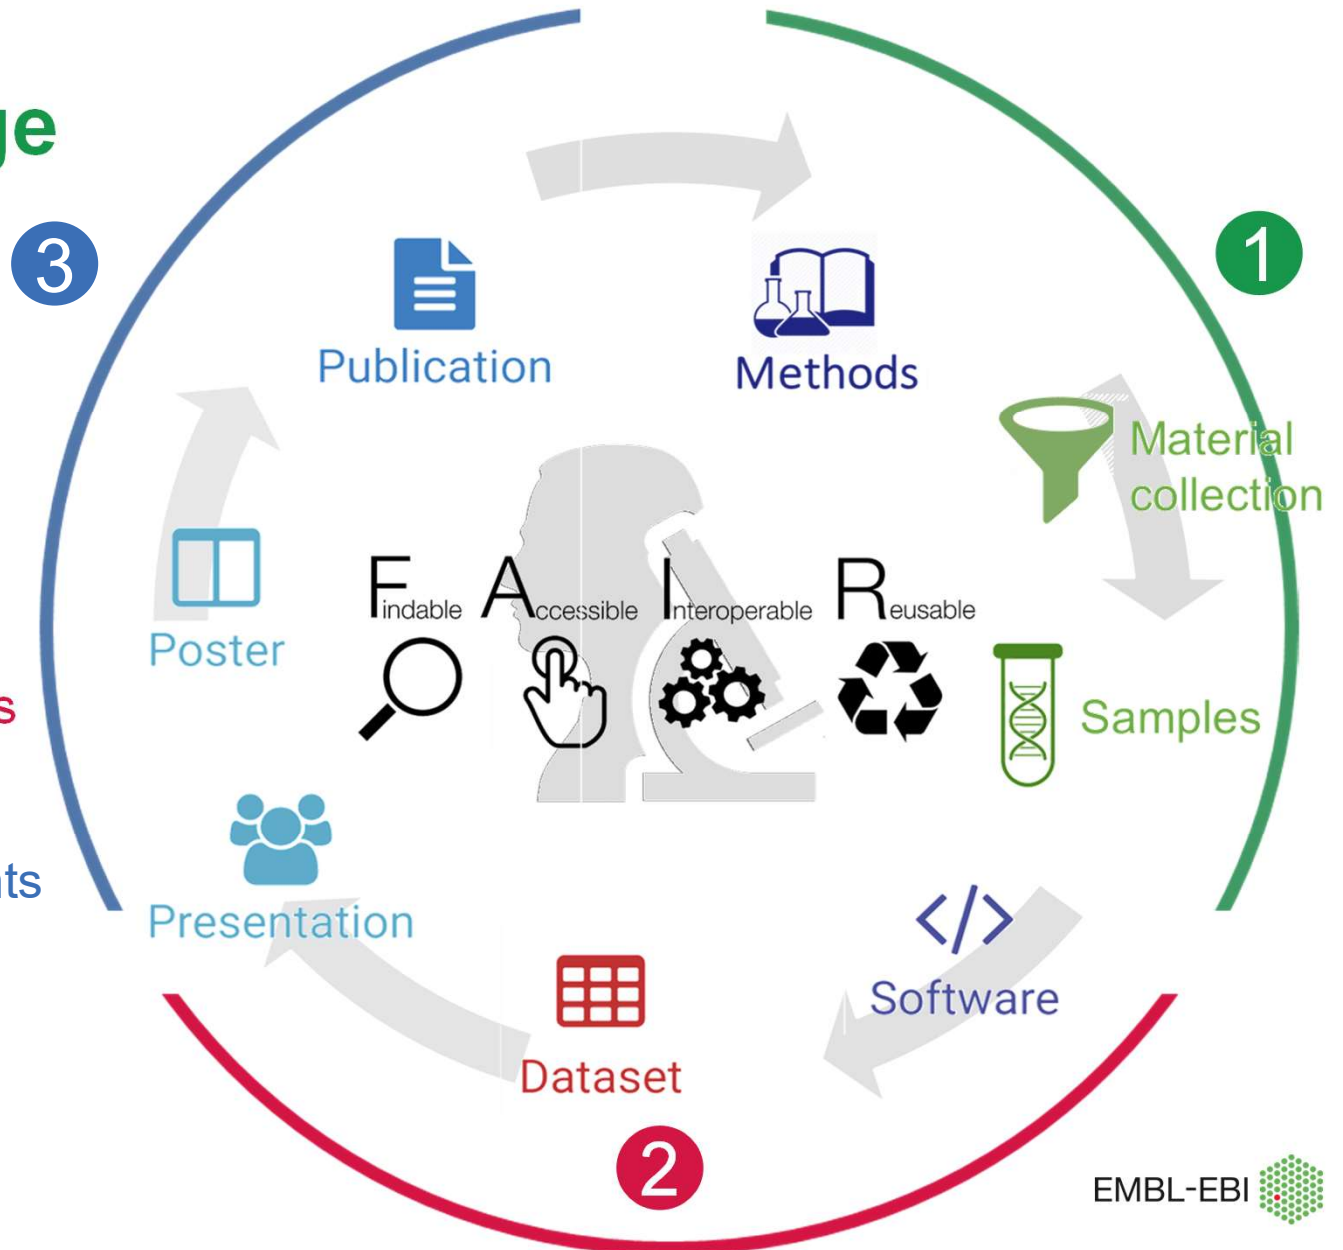 ge
3
1
Publication
Methods
Material
collection
Findable Accessible Interoperable Reusable
Poster
s
Samples
nts
Presentation
Software
Dataset
2
EMBL-EBI